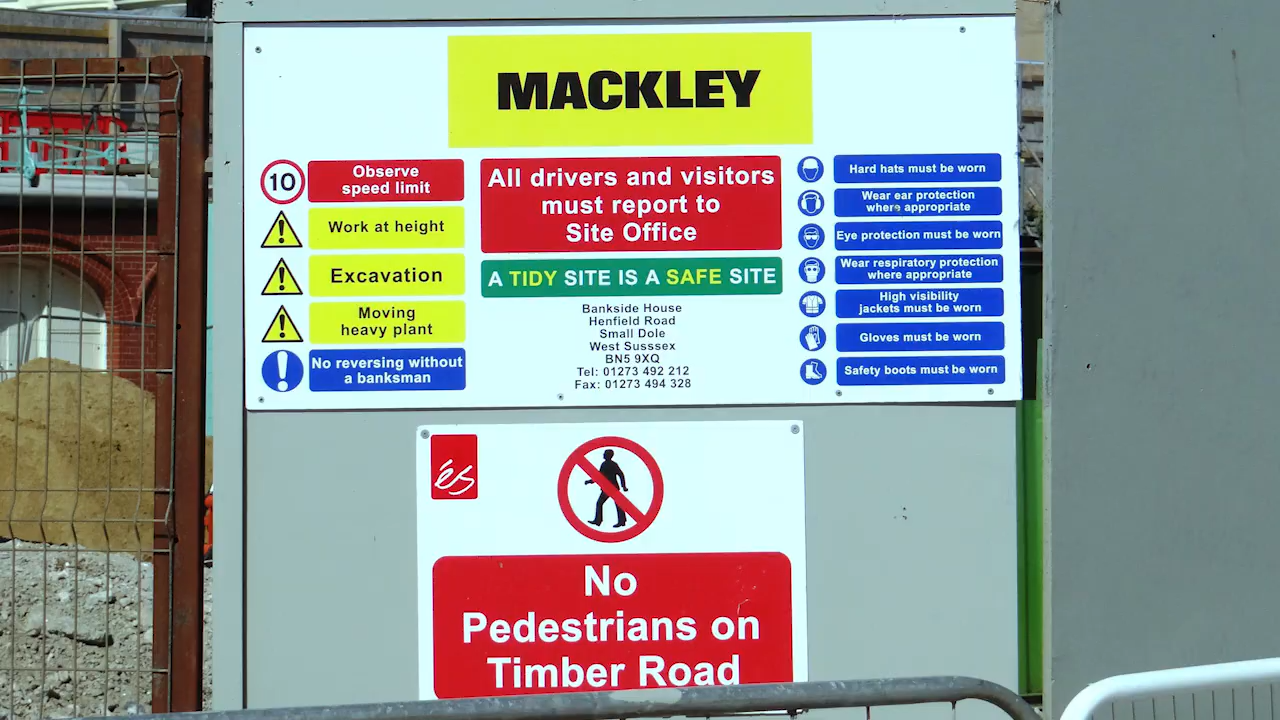 MACKLEY
10
Observe
speed limit
Work at height
Excavation
Moving
heavy plant
No reversing without
a banksman
All drivers and visitors
must report to
Site Office
A TIDY SITE IS A SAFE SITE
Bankside House
Henfield Road
Small Dole
West Susssex
BN5 9XQ
Tel: 01273 492 212
Fax: 01273 494 328
Hard hats must be worn
Wear ear protection
where appropriate
Eye protection must be worn
Wear respiratory protection
where appropriate
High visibility
jackets must be worn
Gloves must be worn
Safety boots must be worn
és
No
Pedestrians on
Timber Road